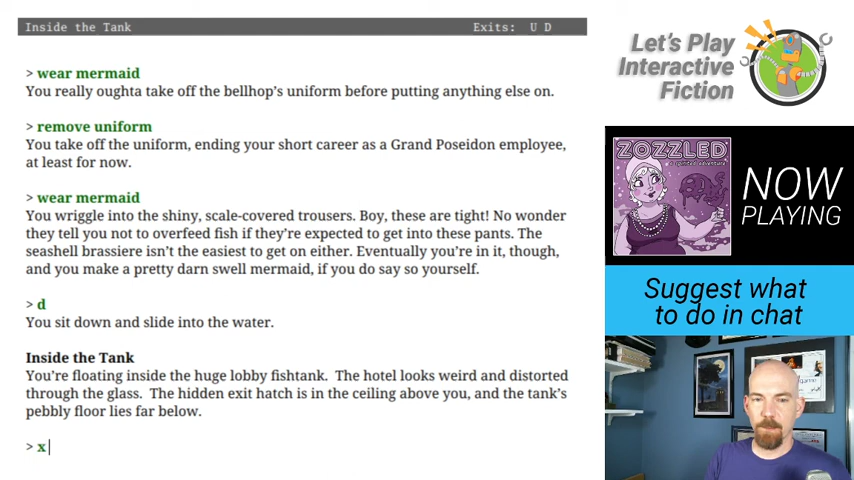 Inside the Tank Exits: U D
> wear mermaid
You really oughta take off the bellhop's uniform before putting anything else on.
> remove uniform
You take off the uniform, ending your short career as a Grand Poseidon employee,
at least for now.
> wear mermaid
You wriggle into the shiny, scale-covered trousers. Boy, these are tight! No wonder
they tell you not to overfeed fish if they're expected to get into these pants. The
seashell brassiere isn't the easiest to get on either. Eventually you're in it, though,
and you make a pretty darn swell mermaid, if you do say so yourself.
> d
You sit down and slide into the water.
Inside the Tank
You're floating inside the huge lobby fishtank. The hotel looks weird and distorted
through the glass. The hidden exit hatch is in the ceiling above you, and the tank's
pebbly floor lies far below.
> x
Let's Play
Interactive
Fiction
ZOZZLED
NOW
PLAYING
Suggest what
to do in chat